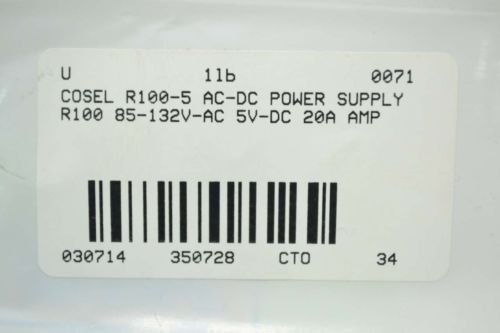 U 1lb 0071
COSEL R100-5 AC-DC POWER SUPPLY
R100 85-132V-AC 5V-DC 20A AMP
030714 350728 CTO 34